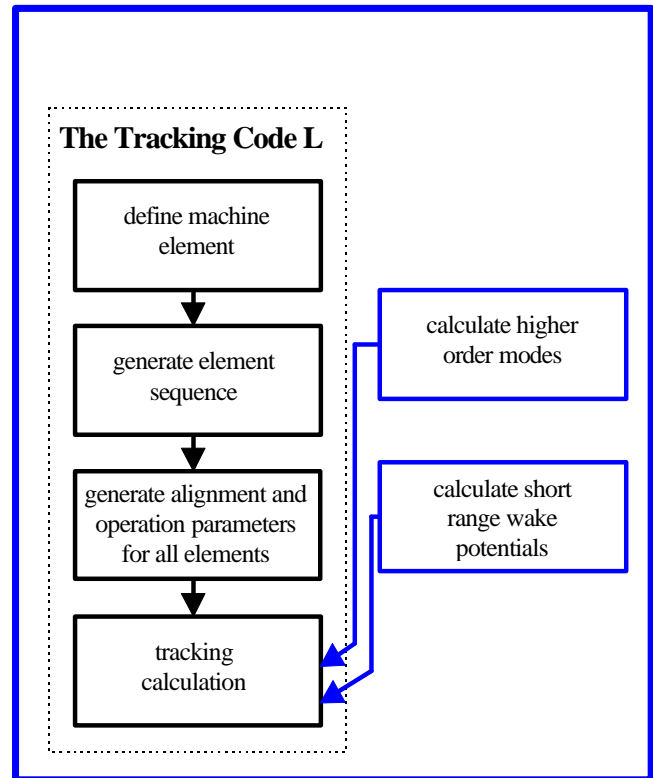 The Tracking Code L
define machine
element
generate element
sequence
generate alignment and
operation parameters
for all elements
tracking
calculation
calculate higher
order modes
calculate short
range wake
potentials